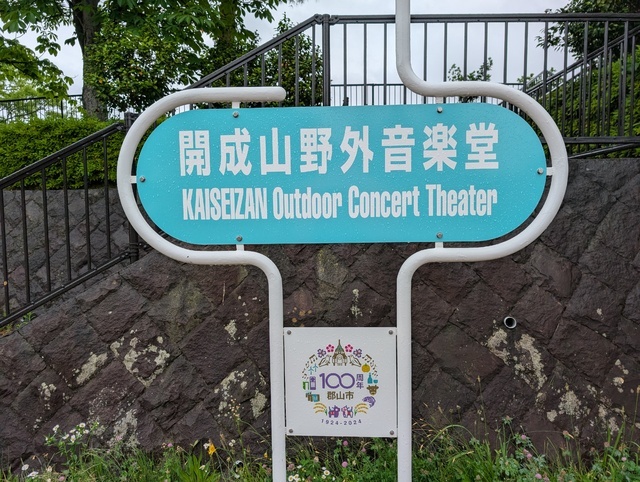 開成山野外音楽堂
KAISEIZAN Outdoor Concert Theater
100周年
郡山市
1924-2024